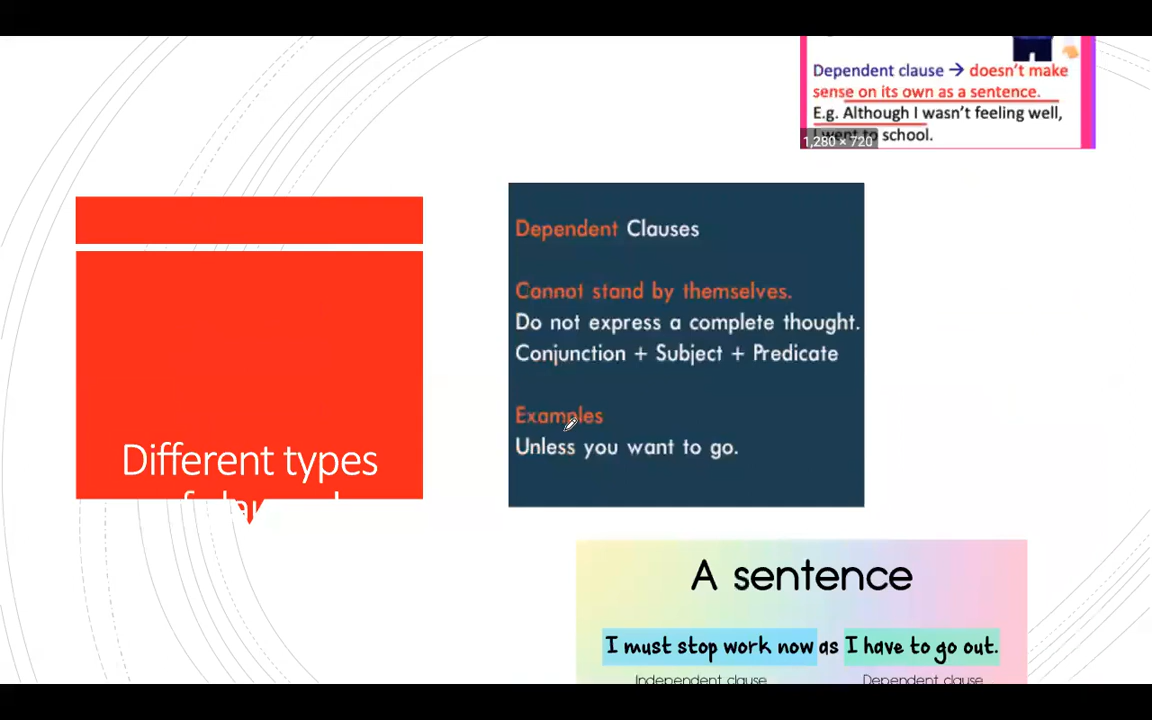 Dependent clause → doesn't make
sense on its own as a sentence.
E.g. Although I wasn't feeling well,
I went to school.
1,280 × 720
Dependent Clauses
Cannot stand by themselves.
Do not express a complete thought.
Conjunction + Subject + Predicate
Examples
Unless you want to go.
Different types
A sentence
I must stop work now as I have to go out.
Independent clause Dependent clause